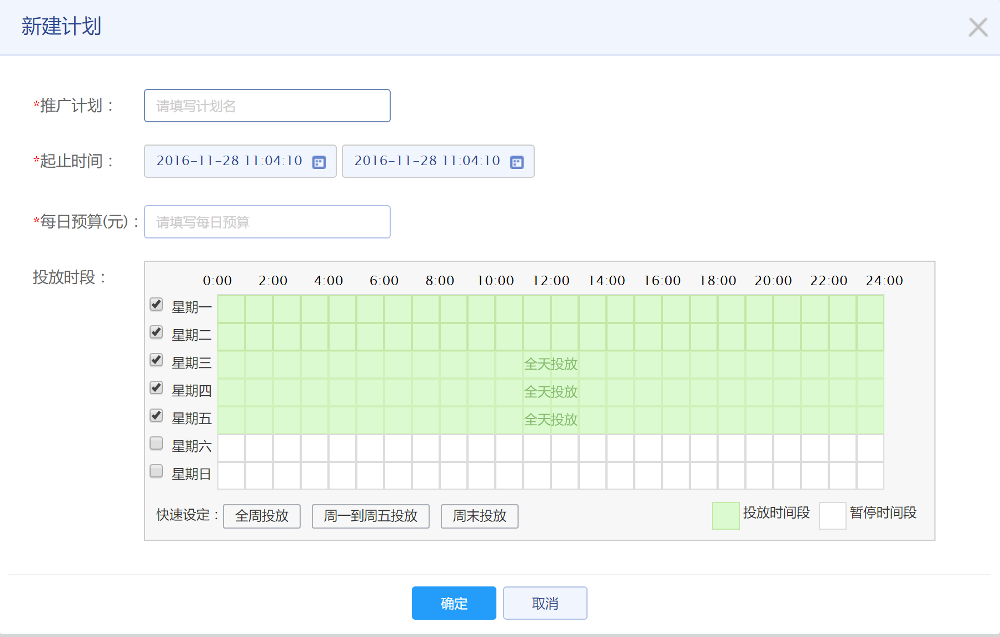 新建计划
*推广计划： 请填写计划名
*起止时间： 2016-11-28 11:04:10 2016-11-28 11:04:10
*每日预算(元)： 请填写每日预算
投放时段：
0:00 2:00 4:00 6:00 8:00 10:00 12:00 14:00 16:00 18:00 20:00 22:00 24:00
星期一
星期二
星期三 全天投放
星期四 全天投放
星期五 全天投放
星期六
星期日
快速设定： 全周投放 周一到周五投放 周末投放 投放时间段 暂停时间段
确定 取消